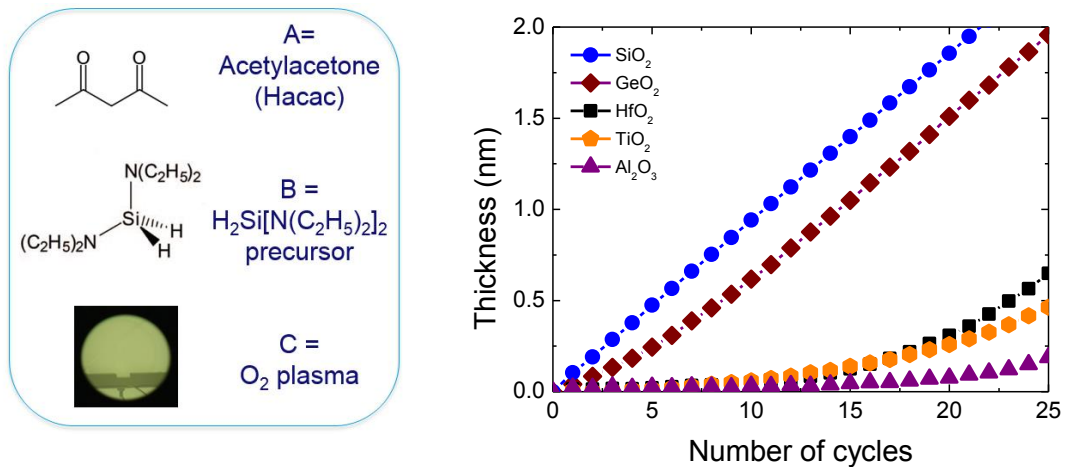 A=
Acetylacetone
(Hacac)
O O
N(C₂H₅)₂
Si
H
H
(C₂H₅)₂N
B =
H₂Si[N(C₂H₅)₂]₂
precursor
C =
O₂ plasma
Thickness (nm)
2.0
1.5
1.0
0.5
0.0
SiO₂
GeO₂
HfO₂
TiO₂
Al₂O₃
0 5 10 15 20 25
Number of cycles